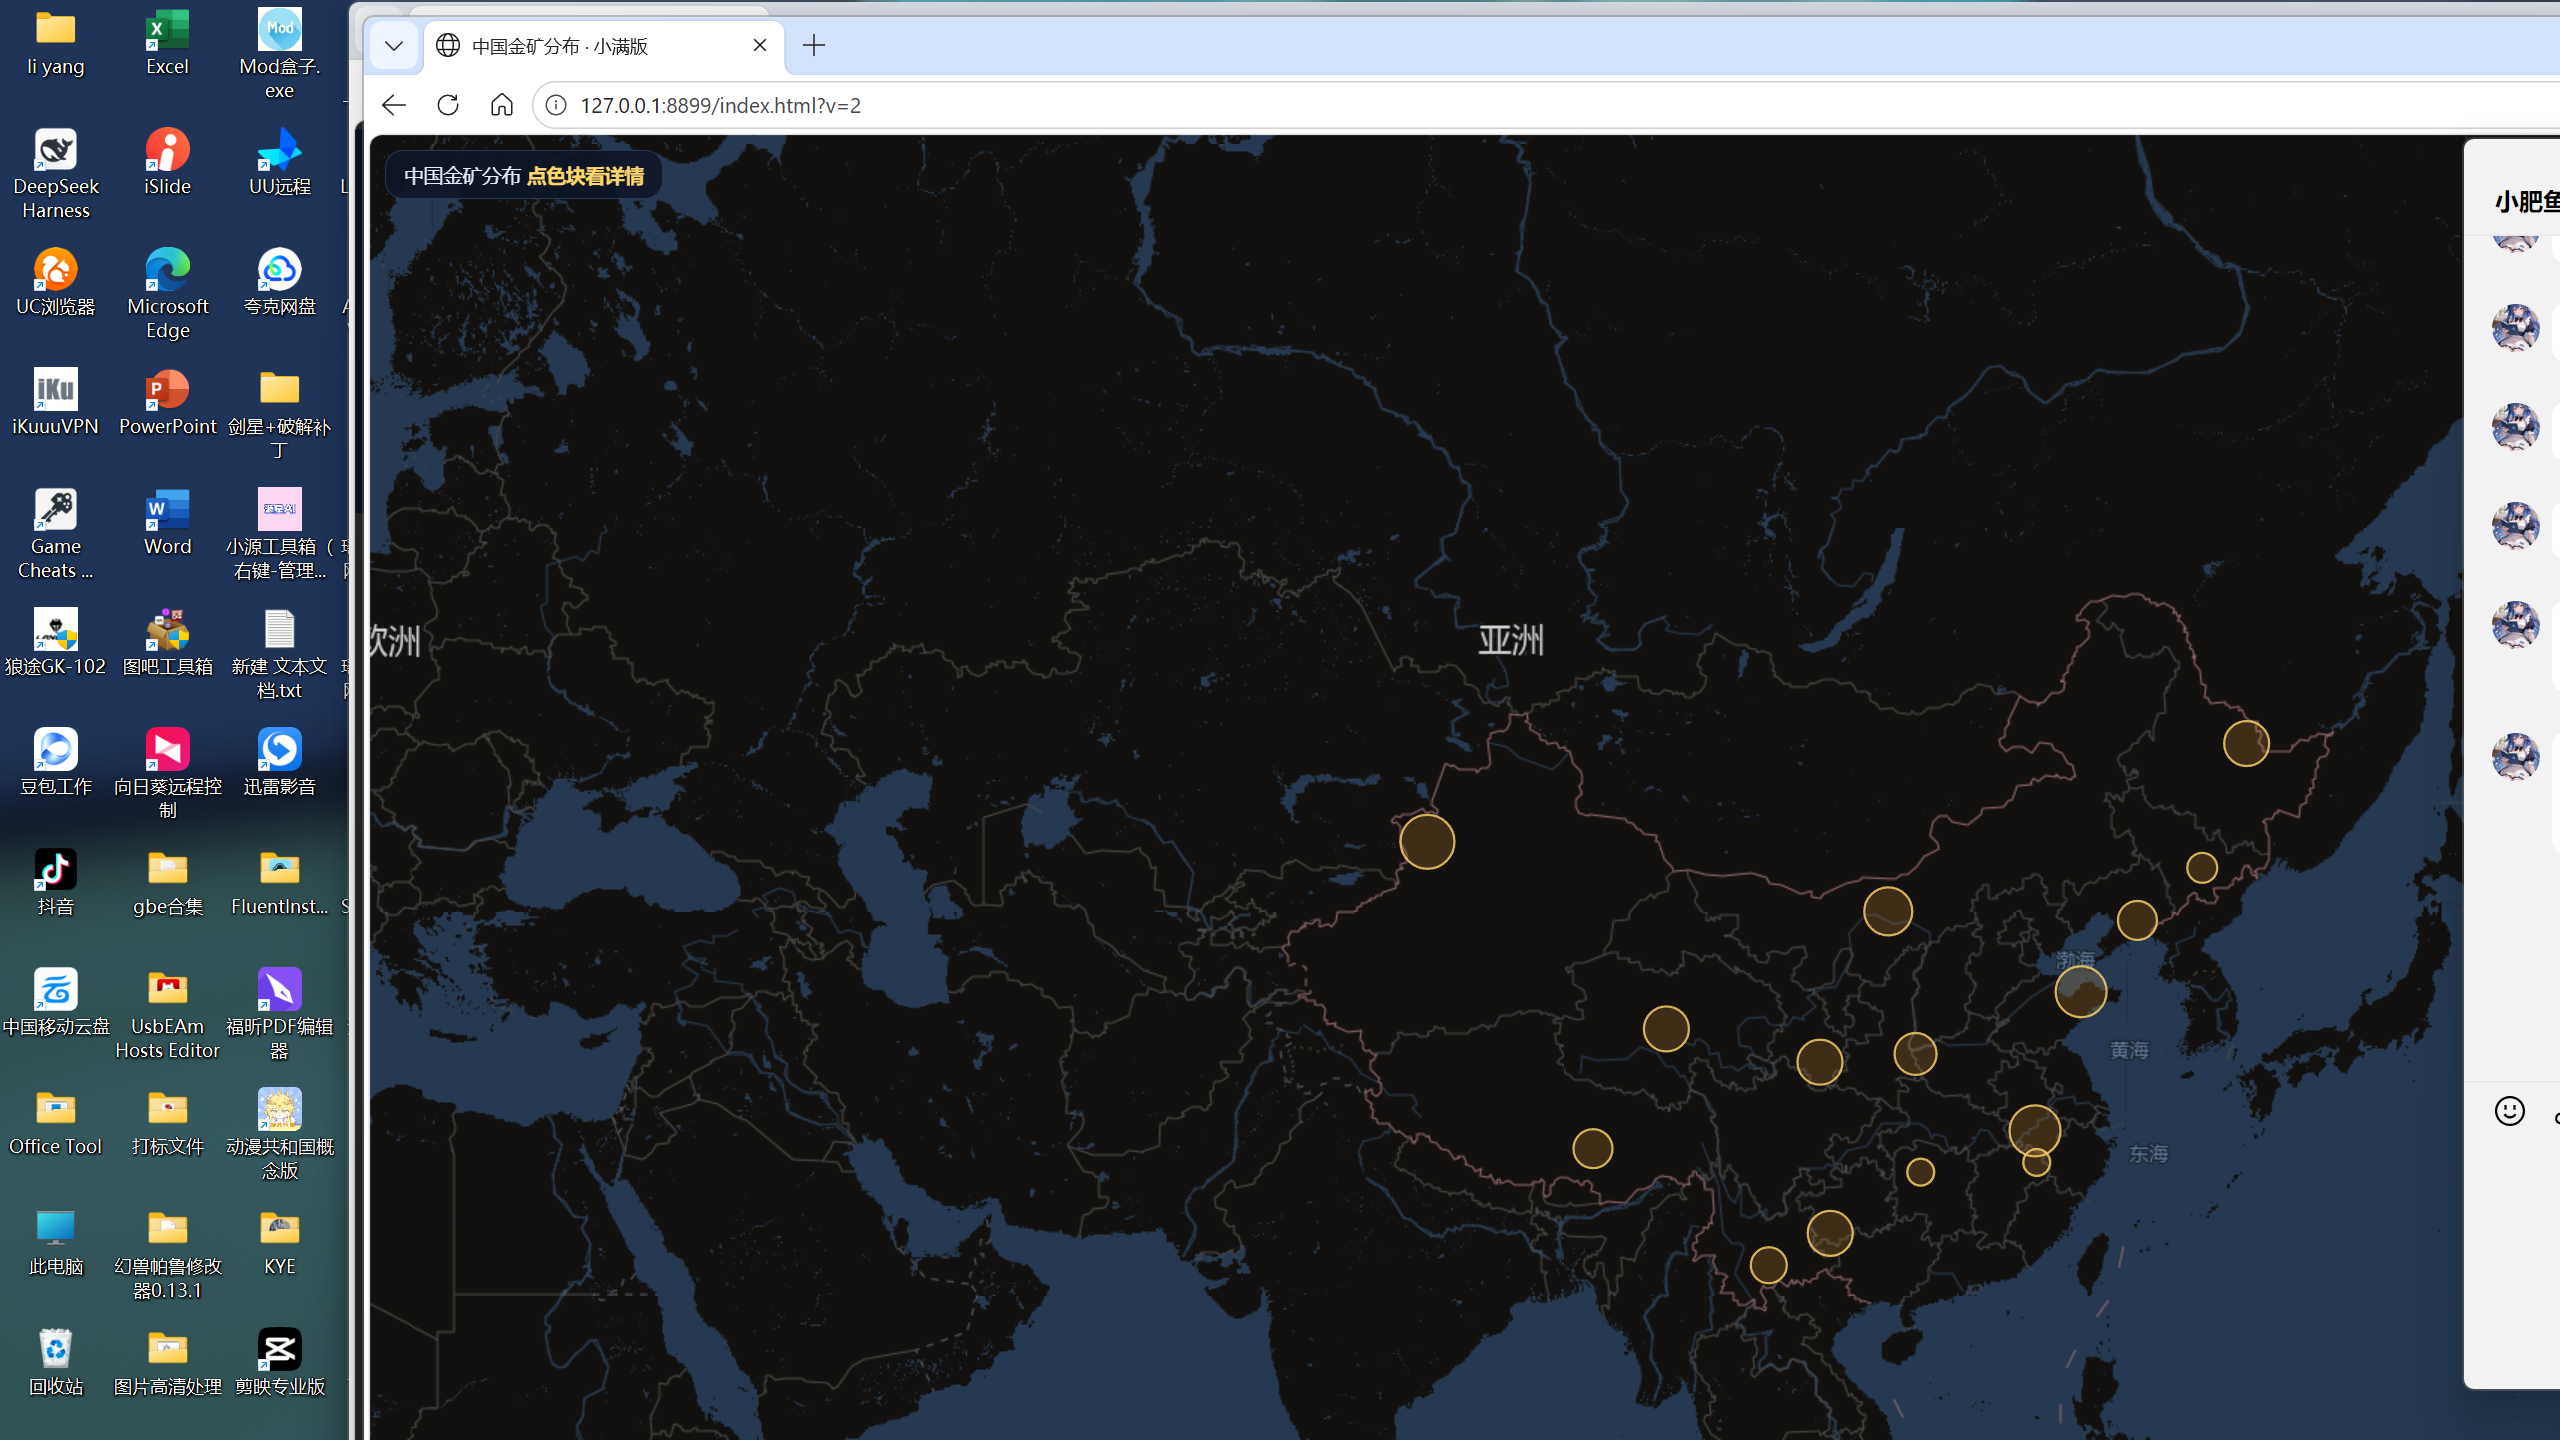 li yang
Excel
Mod
Mod盒子.
exe
DeepSeek
Harness
iSlide
UU远程
UC浏览器
Microsoft
Edge
夸克网盘
iKu
iKuuuVPN
PowerPoint
剑星+破解补
丁
Game
Cheats ...
Word
小源工具箱（
右键-管理...
狼途GK-102
图吧工具箱
新建 文本文
档.txt
豆包工作
向日葵远程控
制
迅雷影音
抖音
gbe合集
FluentInst...
中国移动云盘
UsbEAm
Hosts Editor
福昕PDF编辑
器
Office Tool
打标文件
动漫共和国概
念版
此电脑
幻兽帕鲁修改
器0.13.1
KYE
回收站
图片高清处理
剪映专业版
中国金矿分布 · 小满版
127.0.0.1:8899/index.html?v=2
中国金矿分布 点色块看详情
欧洲
亚洲
渤海
黄海
东海
小肥鱼